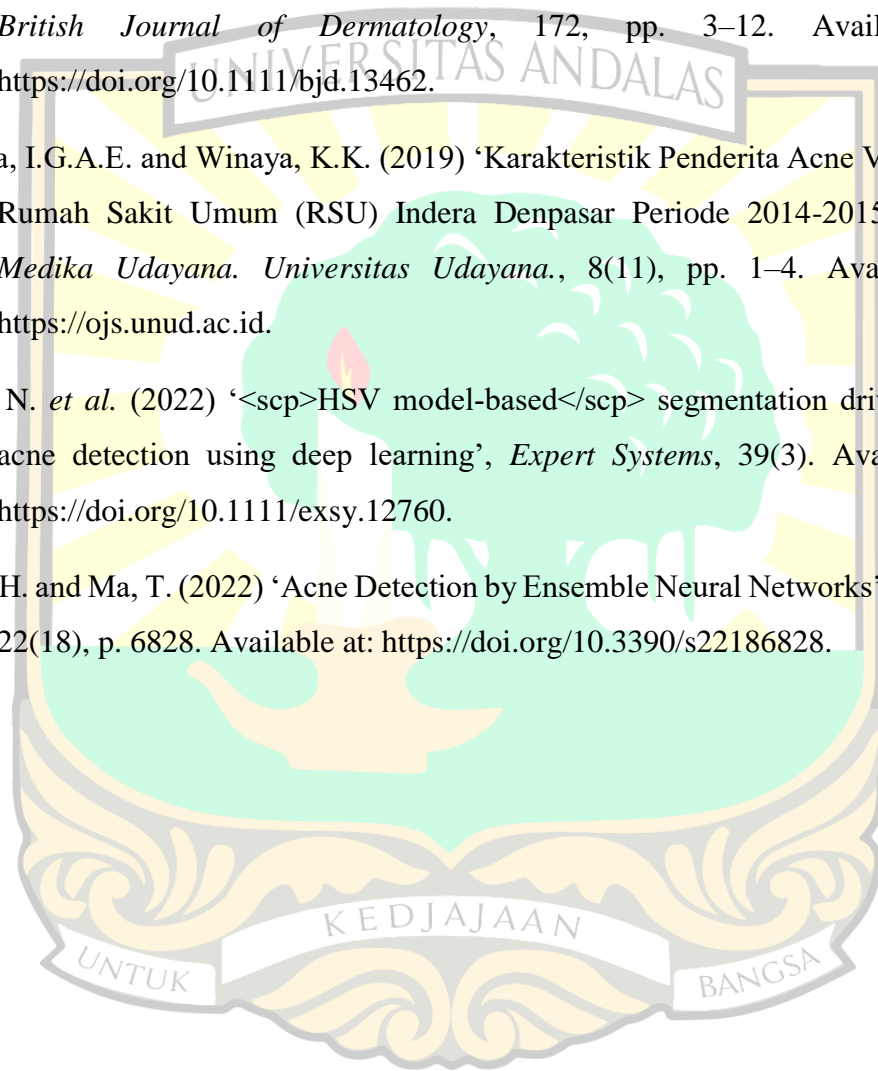 British Journal of Dermatology, 172, pp. 3–12. Avail
https://doi.org/10.1111/bjd.13462.
UNIVERSITAS ANDALAS
a, I.G.A.E. and Winaya, K.K. (2019) ‘Karakteristik Penderita Acne V
Rumah Sakit Umum (RSU) Indera Denpasar Periode 2014-2015
Medika Udayana. Universitas Udayana., 8(11), pp. 1–4. Ava
https://ojs.unud.ac.id.
N. et al. (2022) ‘<scp>HSV model-based</scp> segmentation dri
acne detection using deep learning’, Expert Systems, 39(3). Ava
https://doi.org/10.1111/exsy.12760.
H. and Ma, T. (2022) ‘Acne Detection by Ensemble Neural Networks’
22(18), p. 6828. Available at: https://doi.org/10.3390/s22186828.
KEDJAJAAN
UNTUK BANGSA